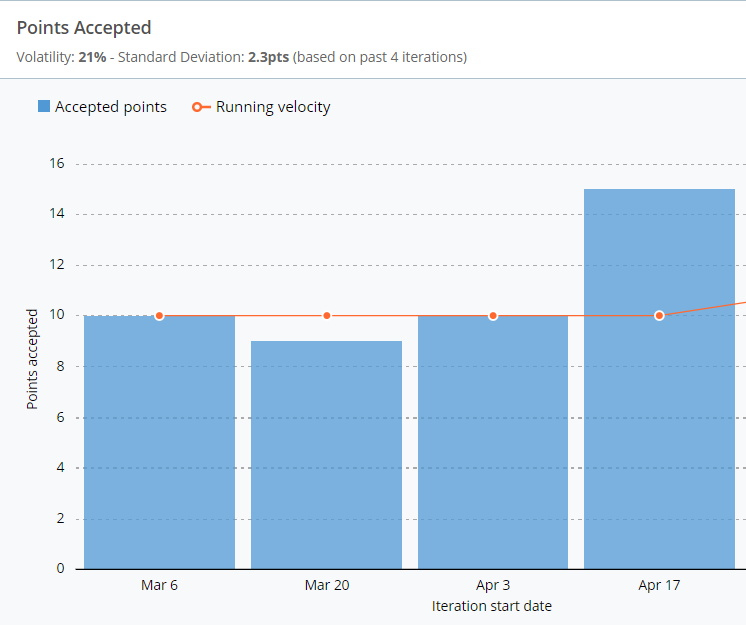 Points Accepted
Volatility: 21% - Standard Deviation: 2.3pts (based on past 4 iterations)
Accepted points
Running velocity
16
14
12
10
8
6
4
2
0
Points accepted
Mar 6
Mar 20
Apr 3
Apr 17
Iteration start date